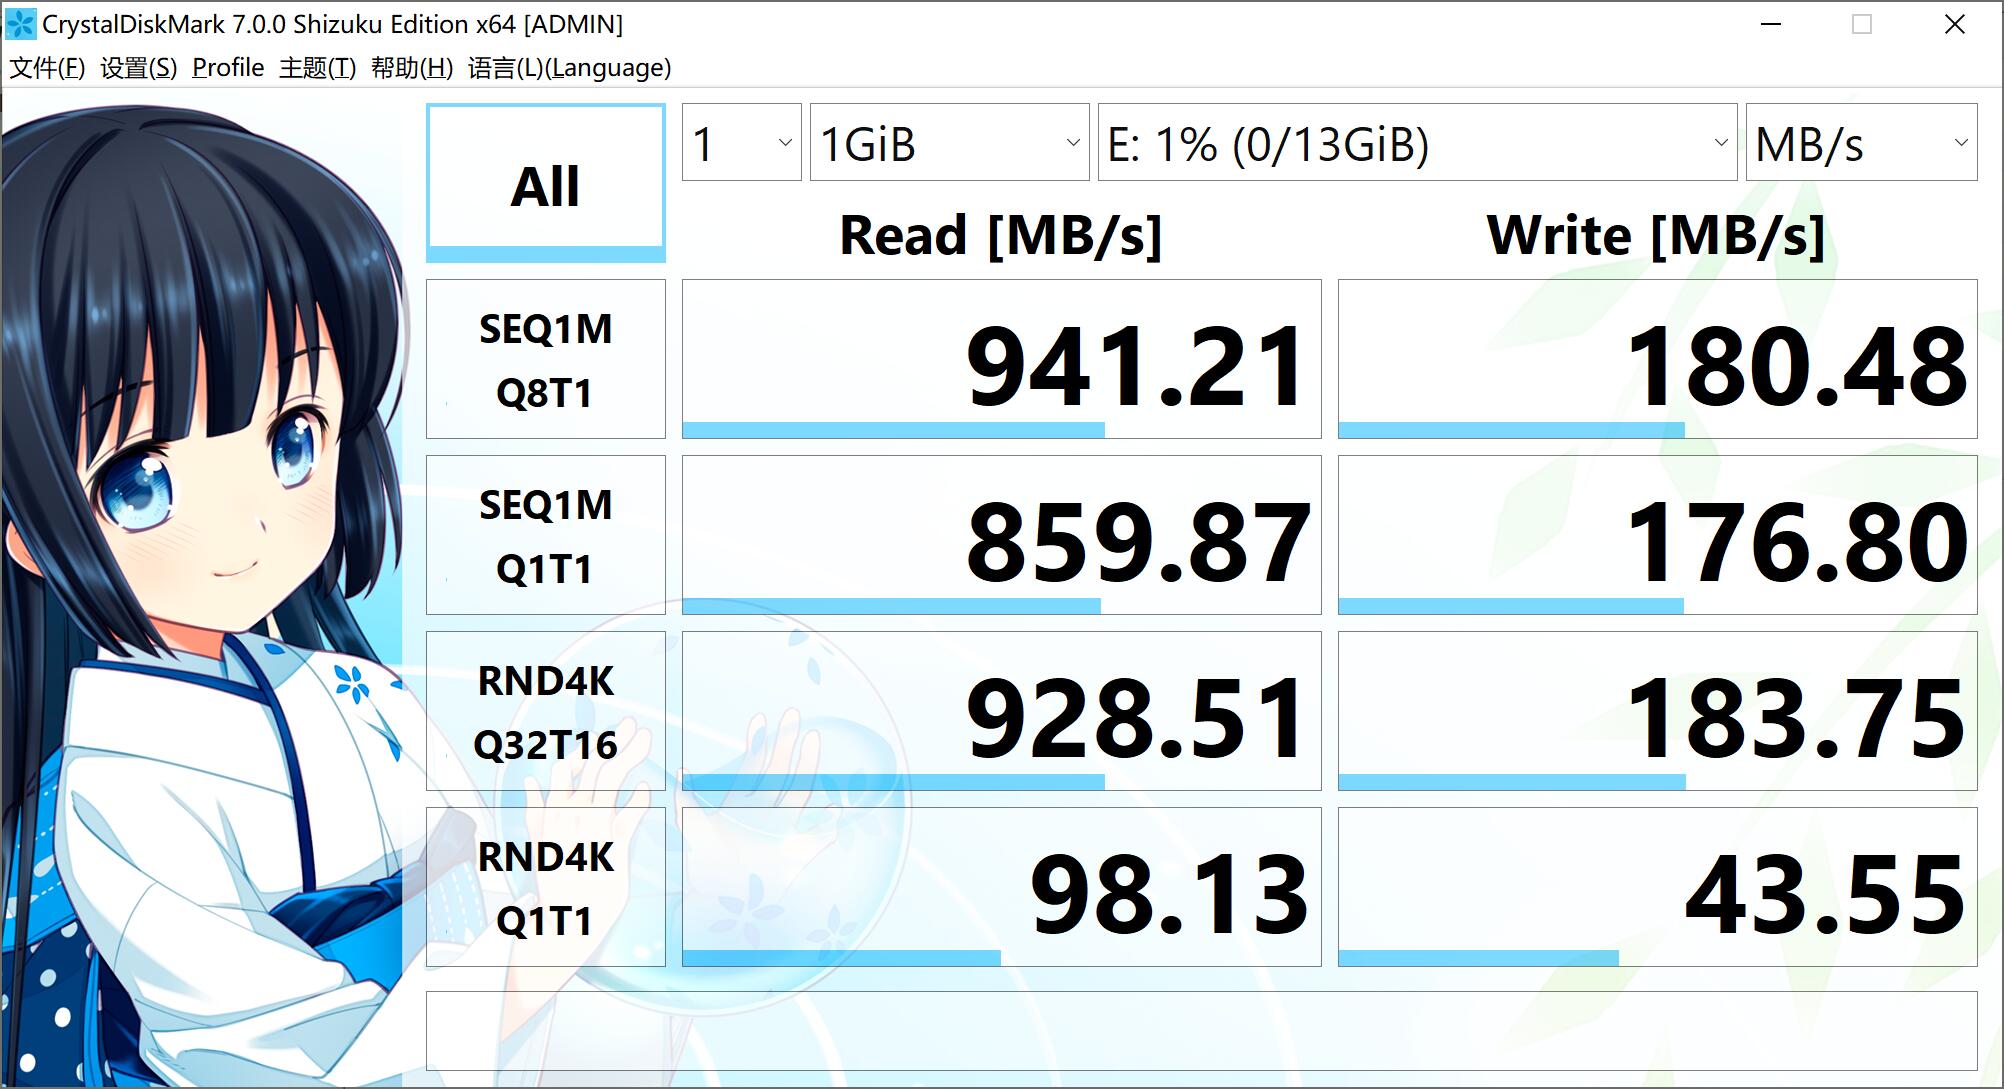 CrystalDiskMark 7.0.0 Shizuku Edition x64 [ADMIN]
文件(F) 设置(S) Profile 主题(T) 帮助(H) 语言(L)(Language)
All 1 1GiB E: 1% (0/13GiB) MB/s
Read [MB/s] Write [MB/s]
SEQ1M
Q8T1 941.21 180.48
SEQ1M
Q1T1 859.87 176.80
RND4K
Q32T16 928.51 183.75
RND4K
Q1T1 98.13 43.55